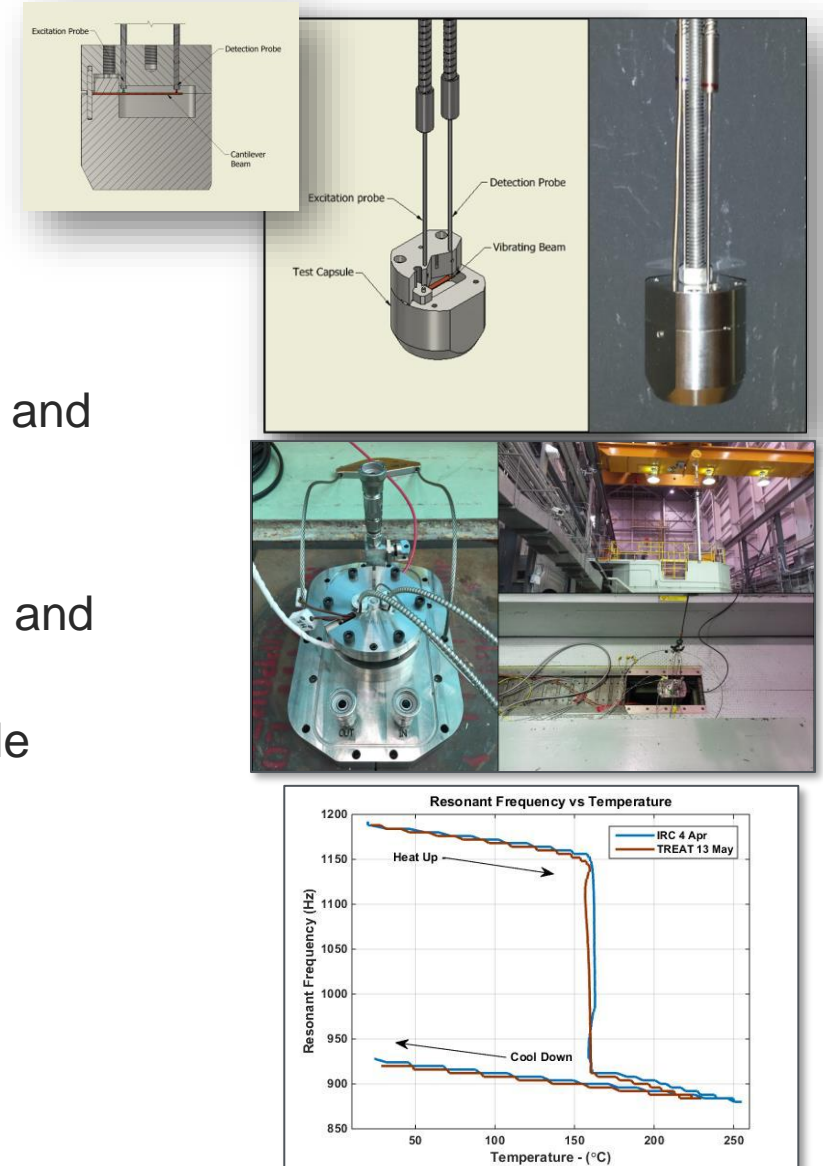 Excitation Probe
Detection Probe
Cantilever
Beam
Excitation probe
Detection Probe
Vibrating Beam
Test Capsule
and
and
le
OUT
IN
Resonant Frequency vs Temperature
1200
1150
1100
1050
1000
950
900
850
Resonant Frequency (Hz)
IRC 4 Apr
TREAT 13 May
Heat Up
Cool Down
50
100
150
200
250
Temperature - (°C)